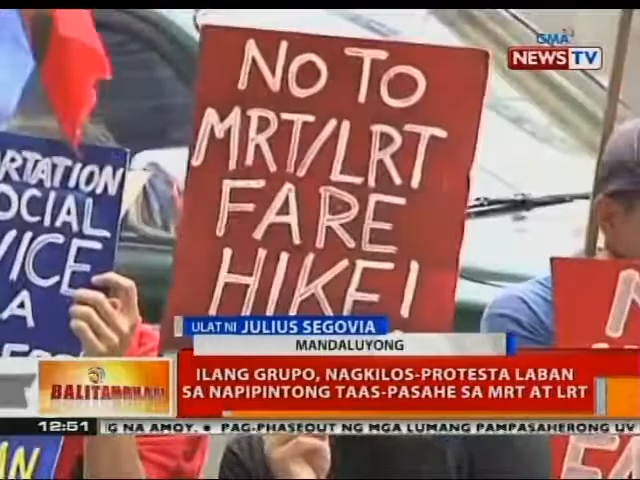 GMA
NEWS TV
NO TO
MRT/LRT
FARE
HIKE!
RTATION
OCIAL
VICE
A
ULAT NI JULIUS SEGOVIA
MANDALUYONG
BALITANGHALI
ILANG GRUPO, NAGKILOS-PROTESTA LABAN
SA NAPIPINTONG TAAS-PASAHE SA MRT AT LRT
12:51 G NA AMOY. • PAG-PHASEOUT NG MGA LUMANG PAMPASAHERONG UV